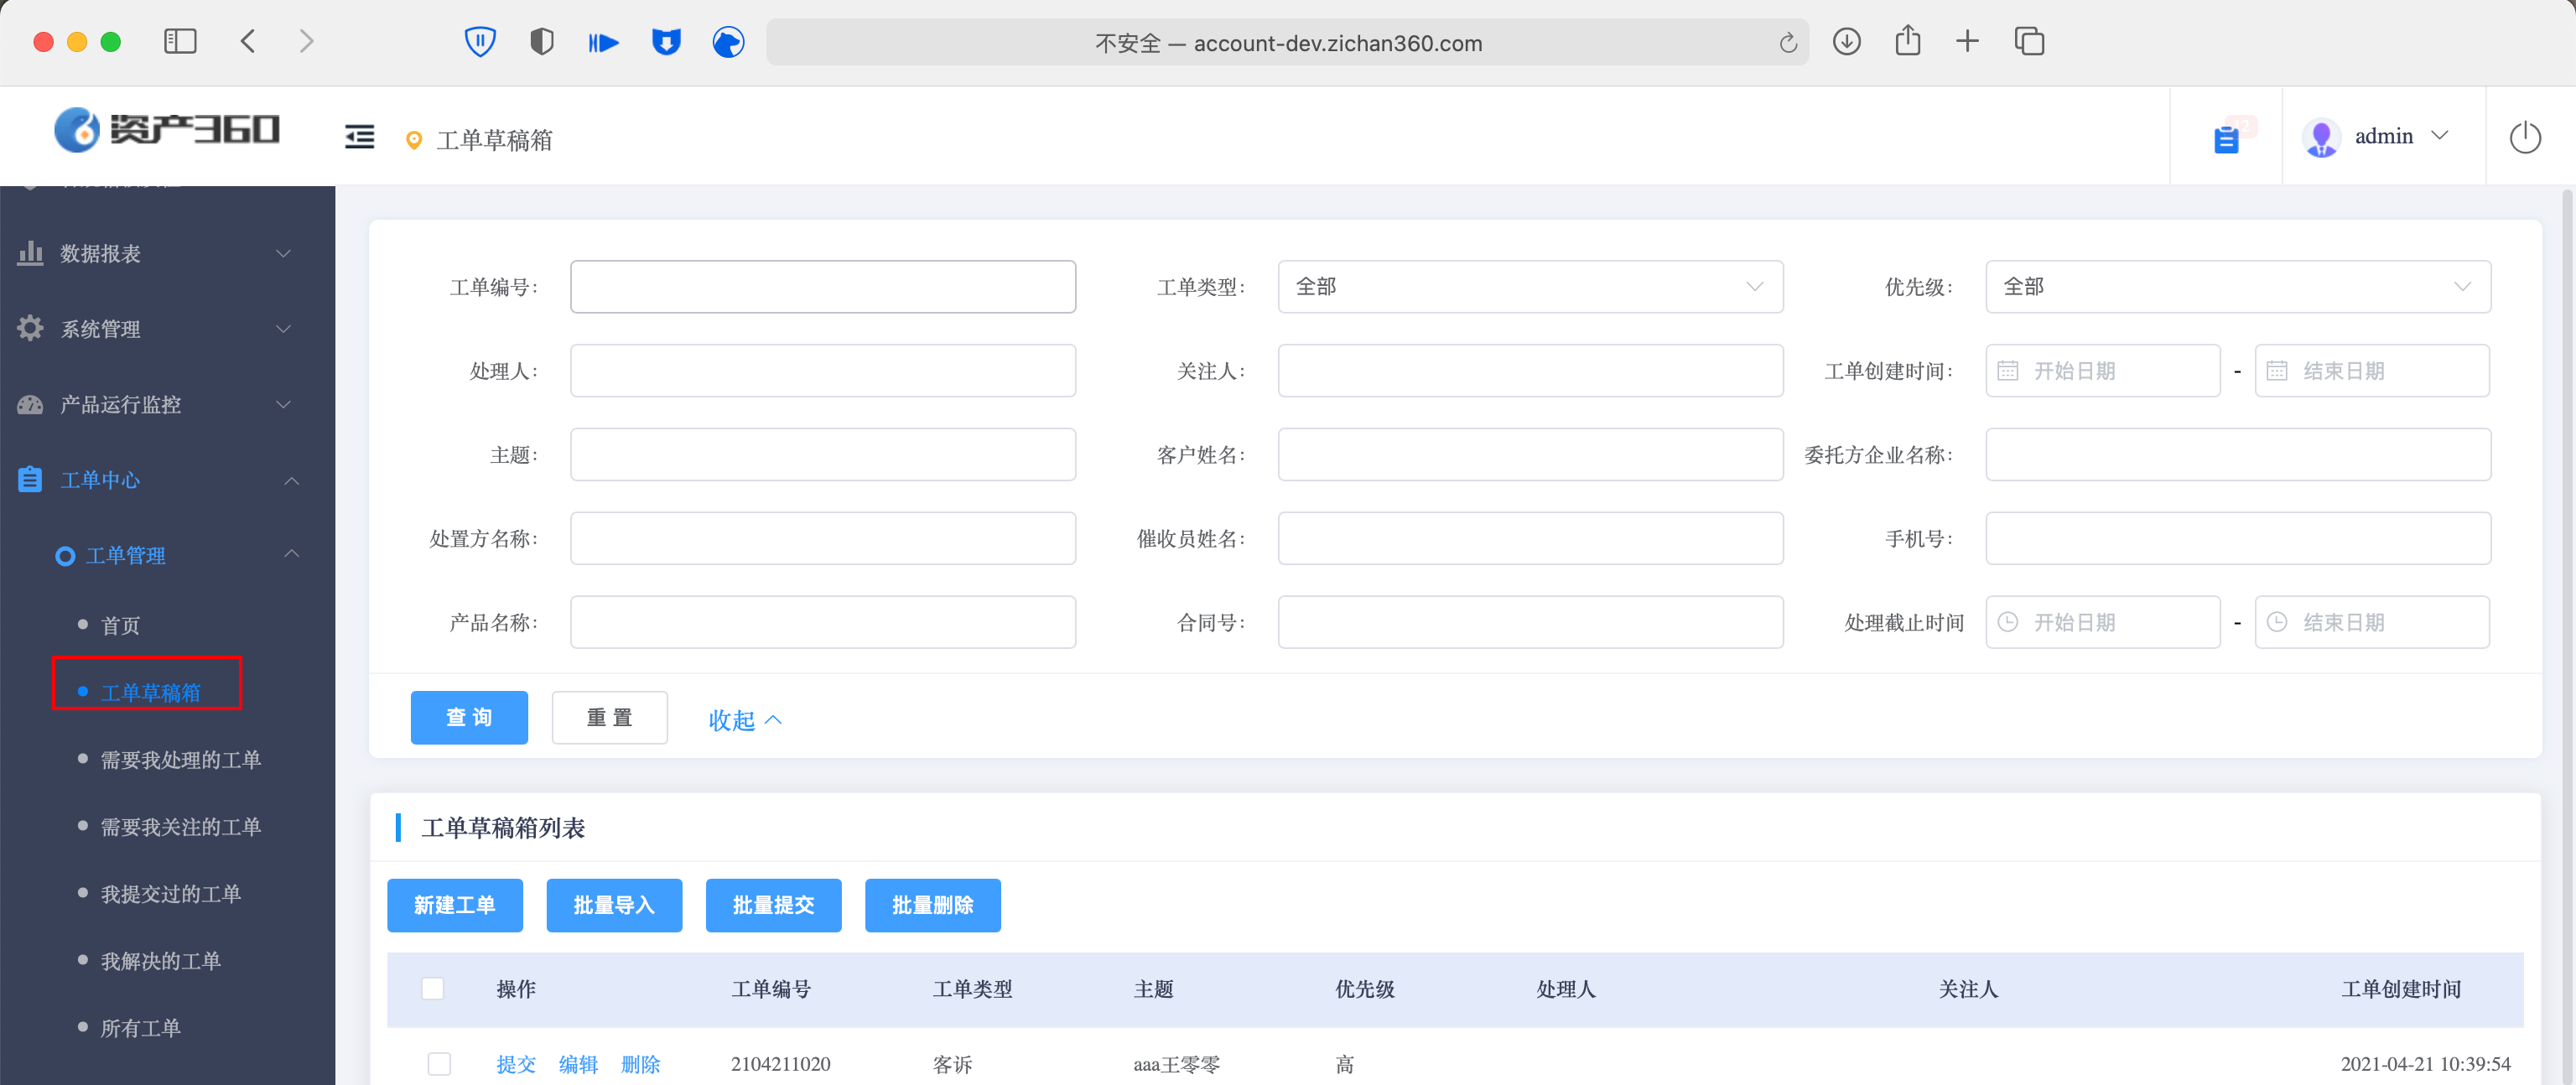 不安全 — account-dev.zichan360.com
资产360
工单草稿箱
12
admin
数据报表
系统管理
产品运行监控
工单中心
工单管理
首页
工单草稿箱
需要我处理的工单
需要我关注的工单
我提交过的工单
我解决的工单
所有工单
工单编号: 工单类型: 全部 优先级: 全部
处理人: 关注人: 工单创建时间: 开始日期 - 结束日期
主题: 客户姓名: 委托方企业名称:
处置方名称: 催收员姓名: 手机号:
产品名称: 合同号: 处理截止时间 开始日期 - 结束日期
查 询 重 置 收起
工单草稿箱列表
新建工单 批量导入 批量提交 批量删除
操作 工单编号 工单类型 主题 优先级 处理人 关注人 工单创建时间
提交 编辑 删除 2104211020 客诉 aaa王零零 高 2021-04-21 10:39:54